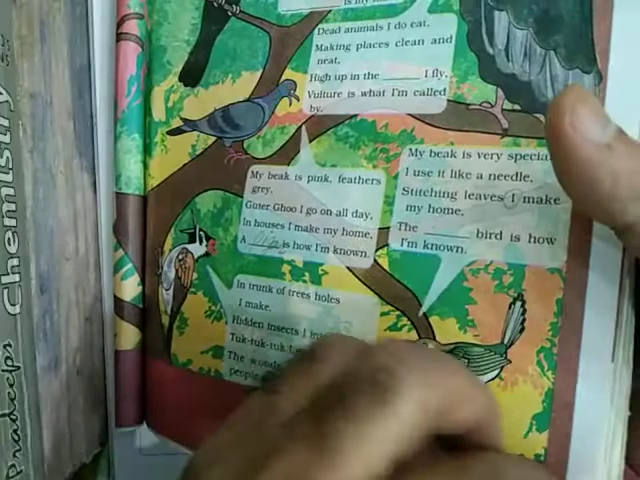 Dead animals I do eat,
Making places clean and
neat,
High up in the ______ I fly.
Vulture is what I'm called
by.
My beak is very special
I use it like a needle,
Stitching leaves I make
my home,
The ______ bird is how
I'm known.
My beak is pink, feathers
grey.
Guter Ghoo I go on all day,
In houses I make my home,
A is how I'm known.
In trunk of trees holes
I make,
Hidden insects I
Tuk-tuk-tuk
The
people
Chemistry
Pradeep's